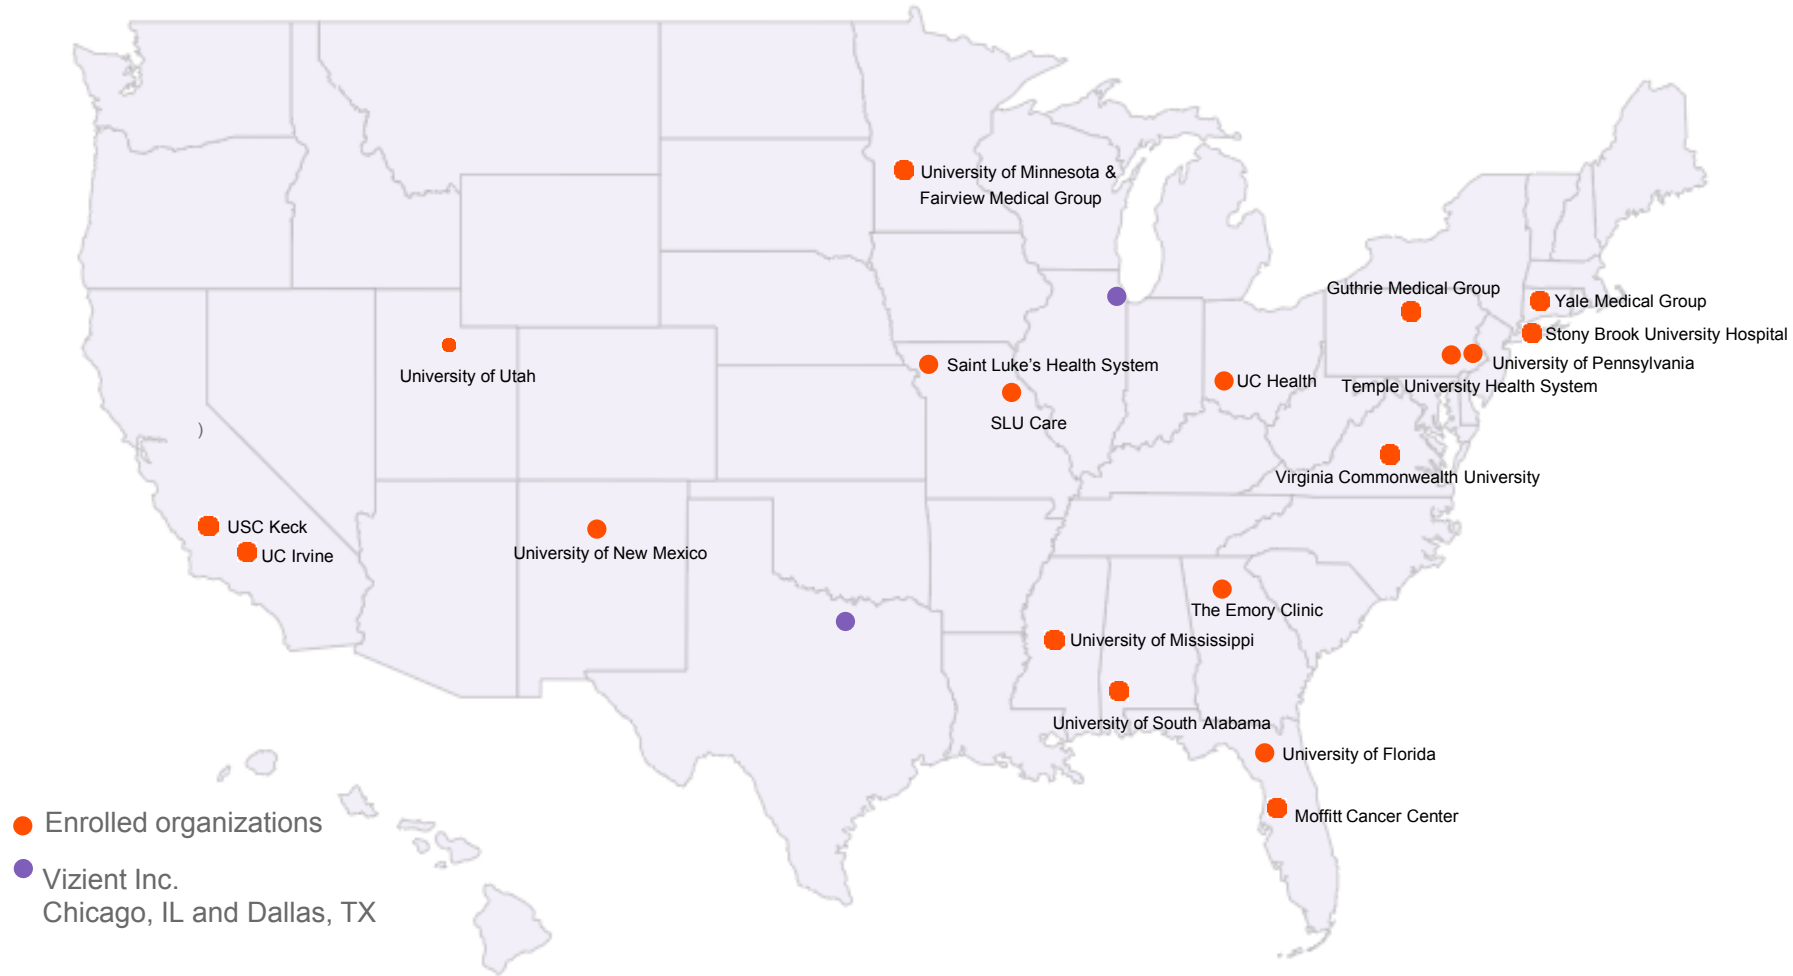 University of Minnesota &
Fairview Medical Group
Guthrie Medical Group
Yale Medical Group
Stony Brook University Hospital
University of Pennsylvania
Temple University Health System
University of Utah
Saint Luke’s Health System
UC Health
SLU Care
)
Virginia Commonwealth University
USC Keck
UC Irvine
University of New Mexico
The Emory Clinic
University of Mississippi
University of South Alabama
University of Florida
Moffitt Cancer Center
Enrolled organizations
Vizient Inc.
Chicago, IL and Dallas, TX